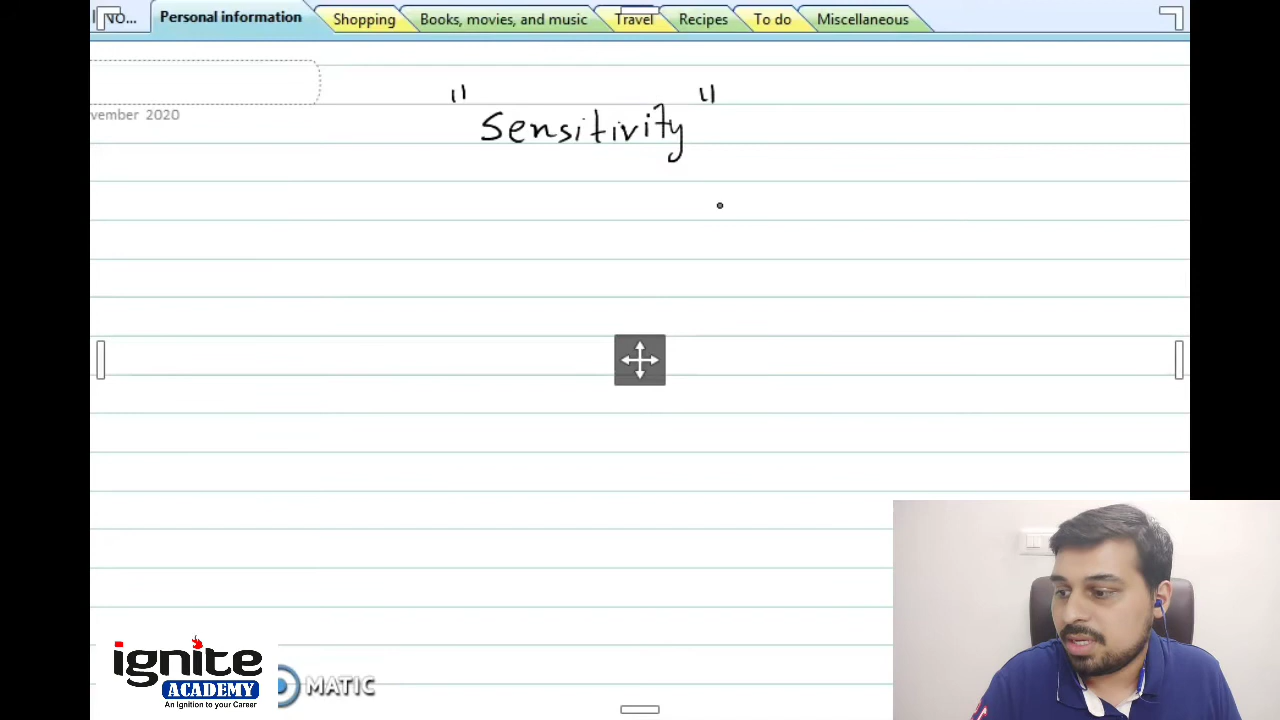 NO...
Personal information
Shopping
Books, movies, and music
Travel
Recipes
To do
Miscellaneous
vember 2020
"Sensitivity"
ignite
ACADEMY
An Ignition to your Career
MATIC